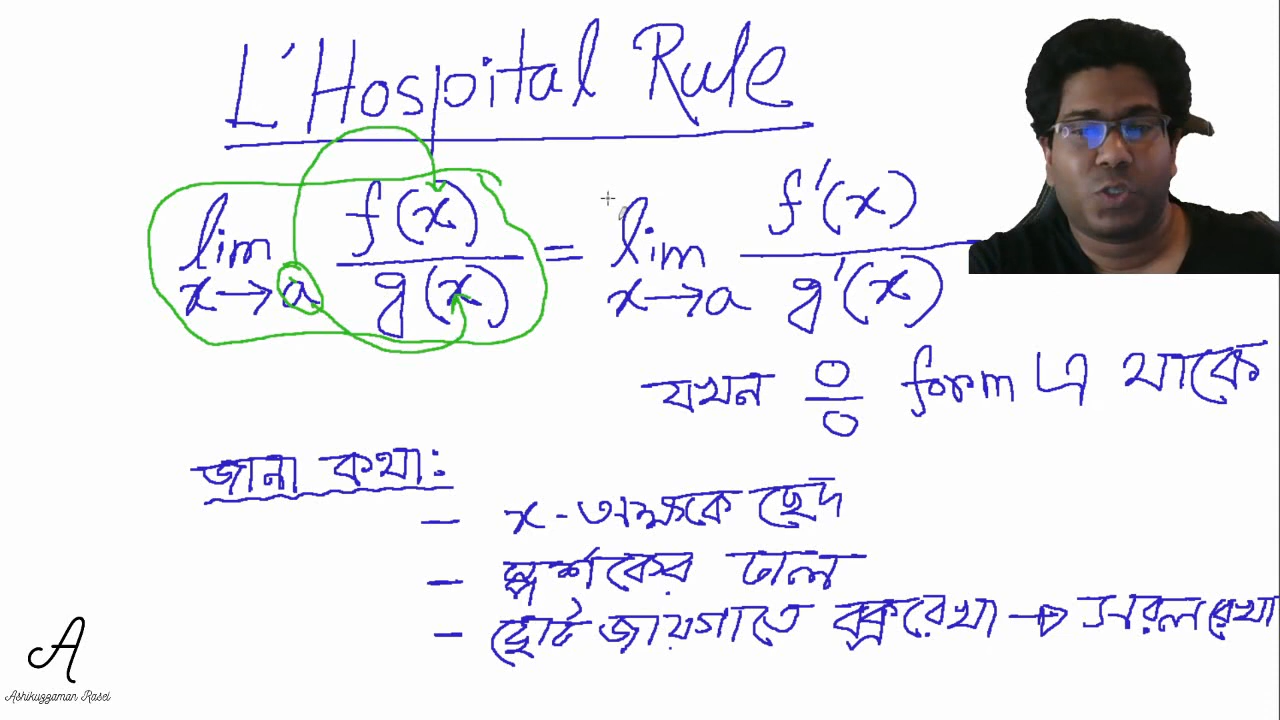 L'Hospital Rule
lim x→a f(x)/g(x) = lim x→a f'(x)/g'(x)
যখন 0/0 form এ থাকে
জানা কথা:
- x-অক্ষকে ছেদ
- স্পর্শকের ঢাল
- ছোট জায়গাতে বক্ররেখা → সরলরেখা
A
Ashikuzzaman Rasel